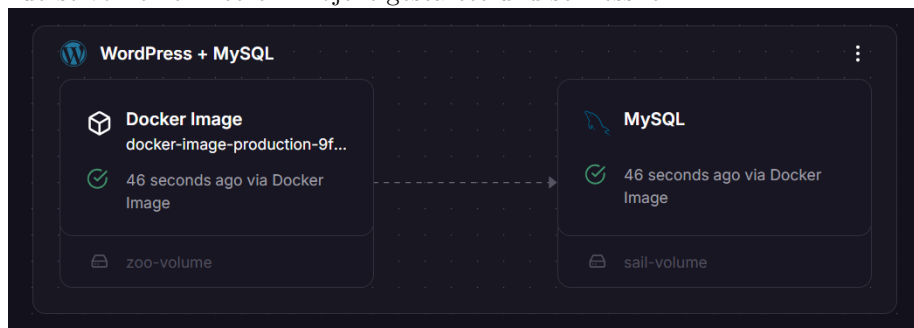 WordPress + MySQL
Docker Image
docker-image-production-9f...
46 seconds ago via Docker
Image
zoo-volume
MySQL
46 seconds ago via Docker
Image
sail-volume